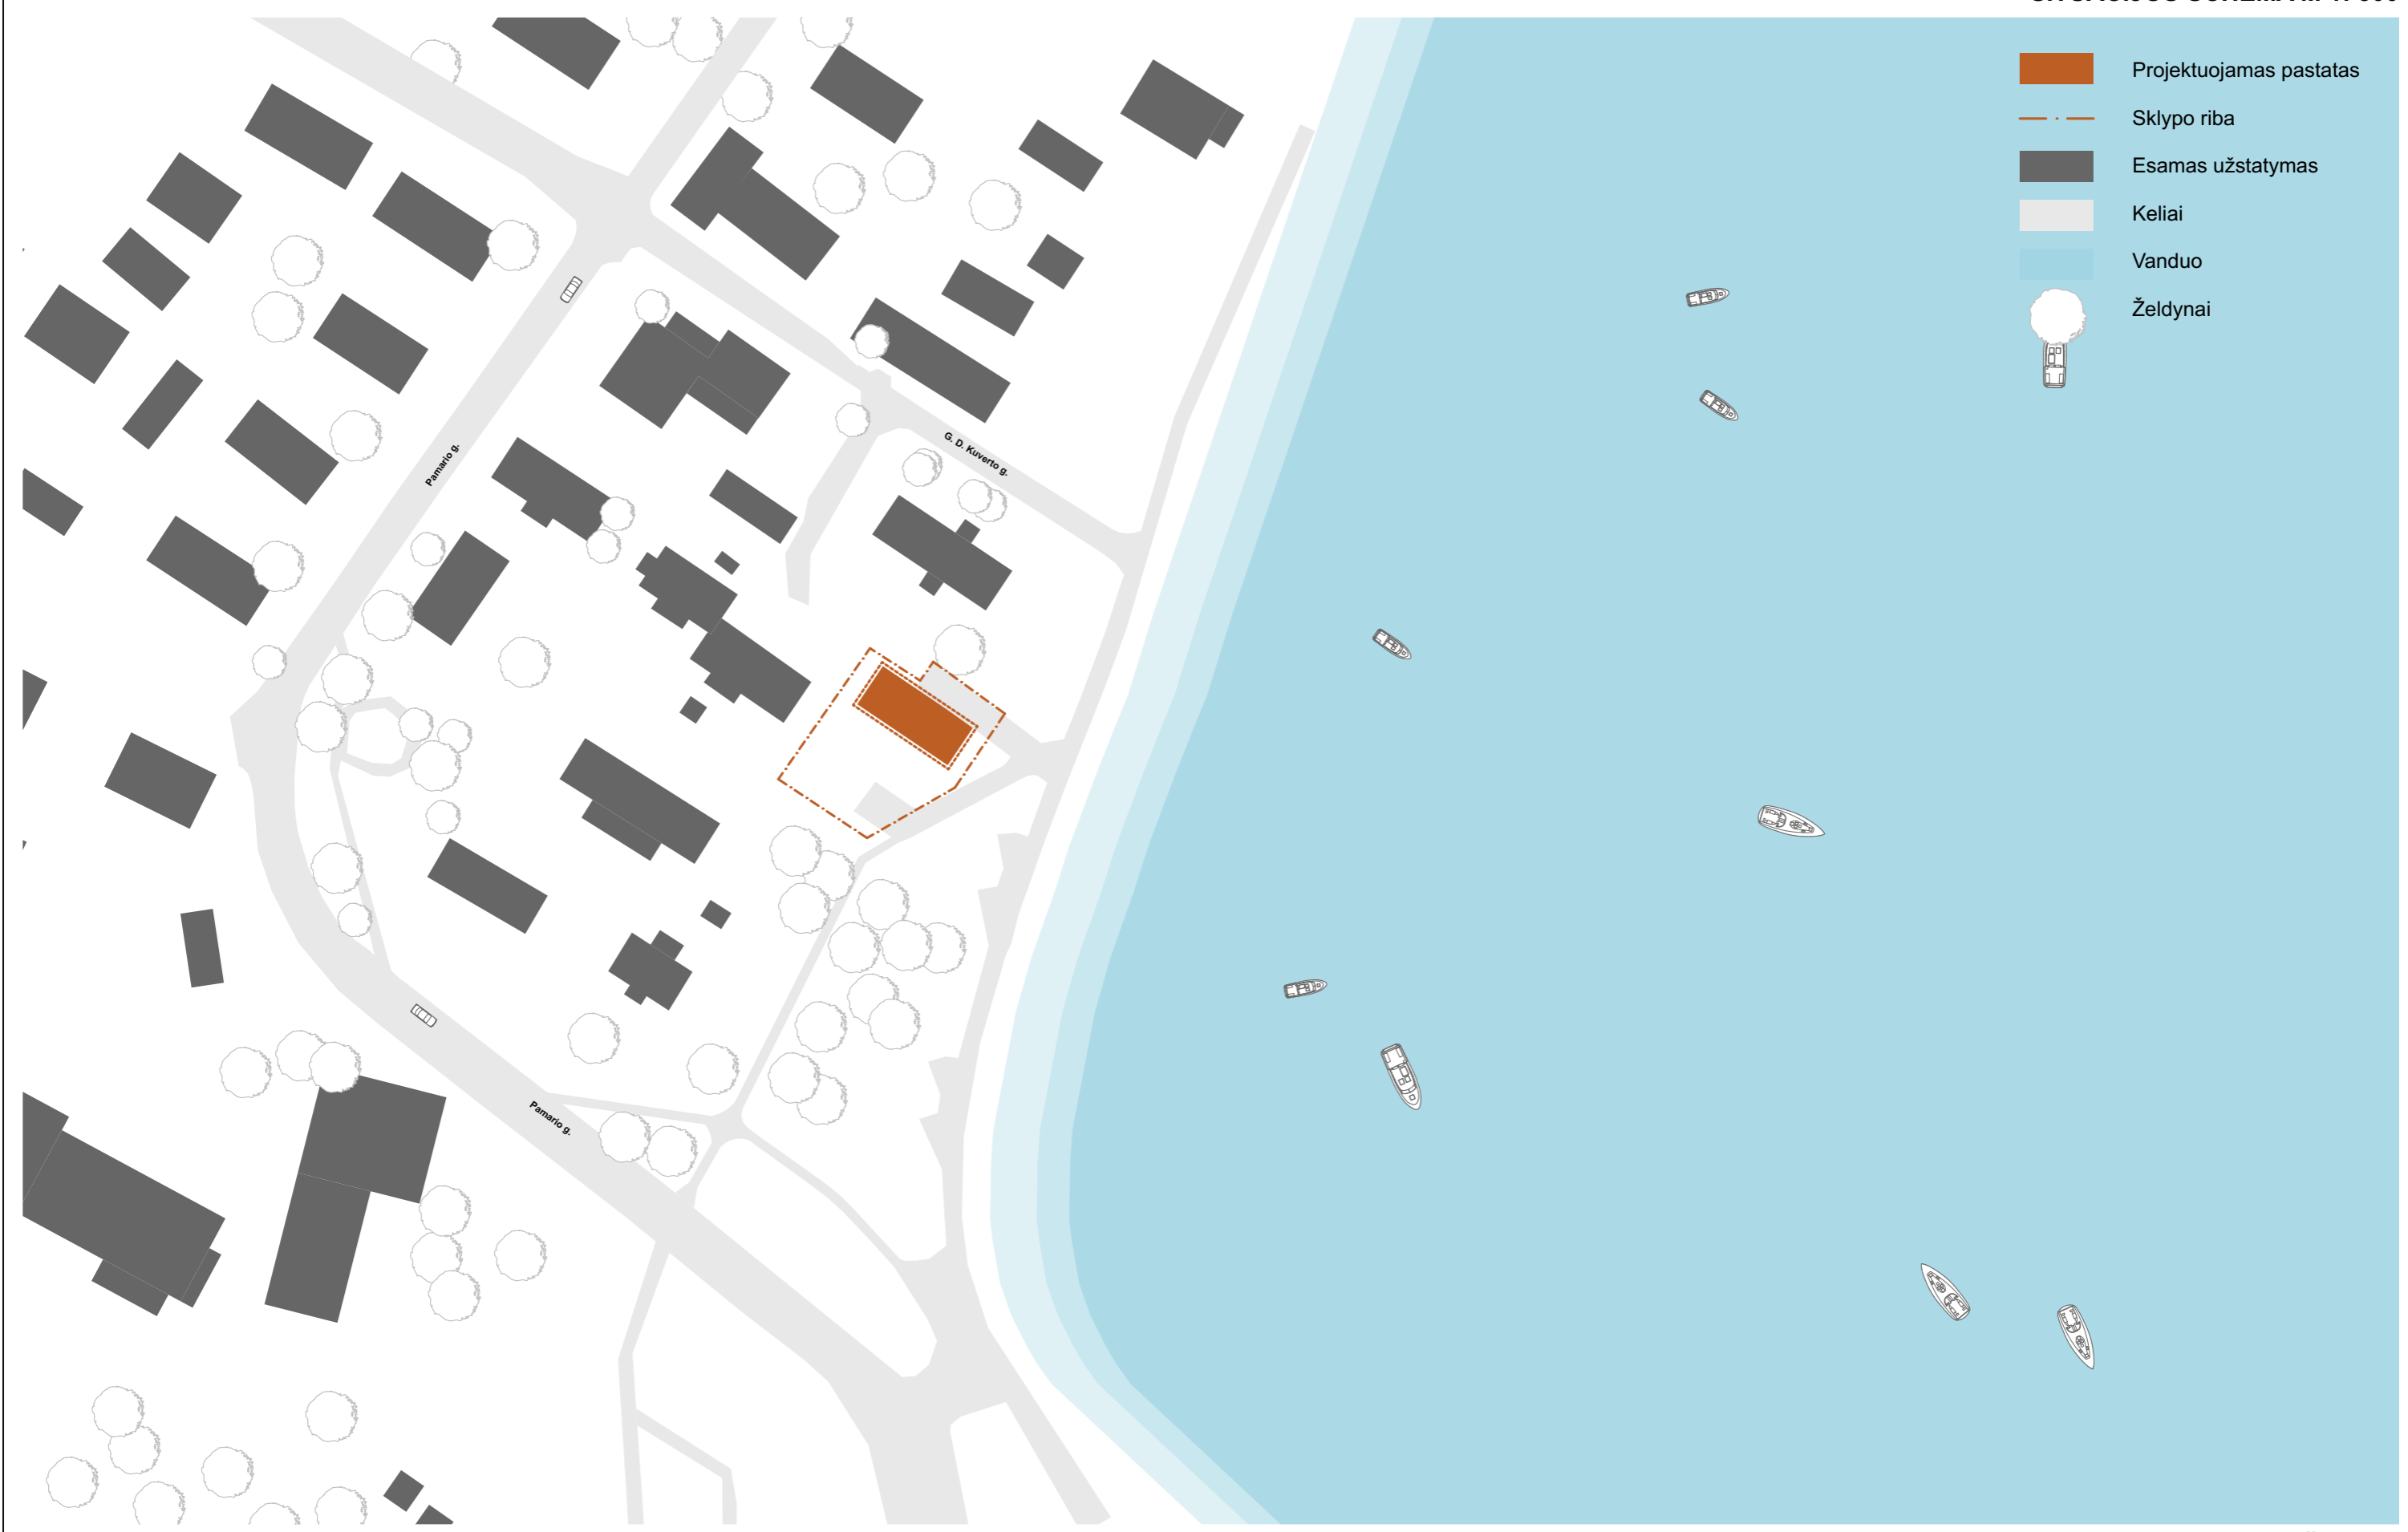 Projektuojamas pastatas
Sklypo riba
Esamas užstatymas
Keliai
Vanduo
Želdynai
G. D. Kuverto g.
Pamario g.
Pamario g.